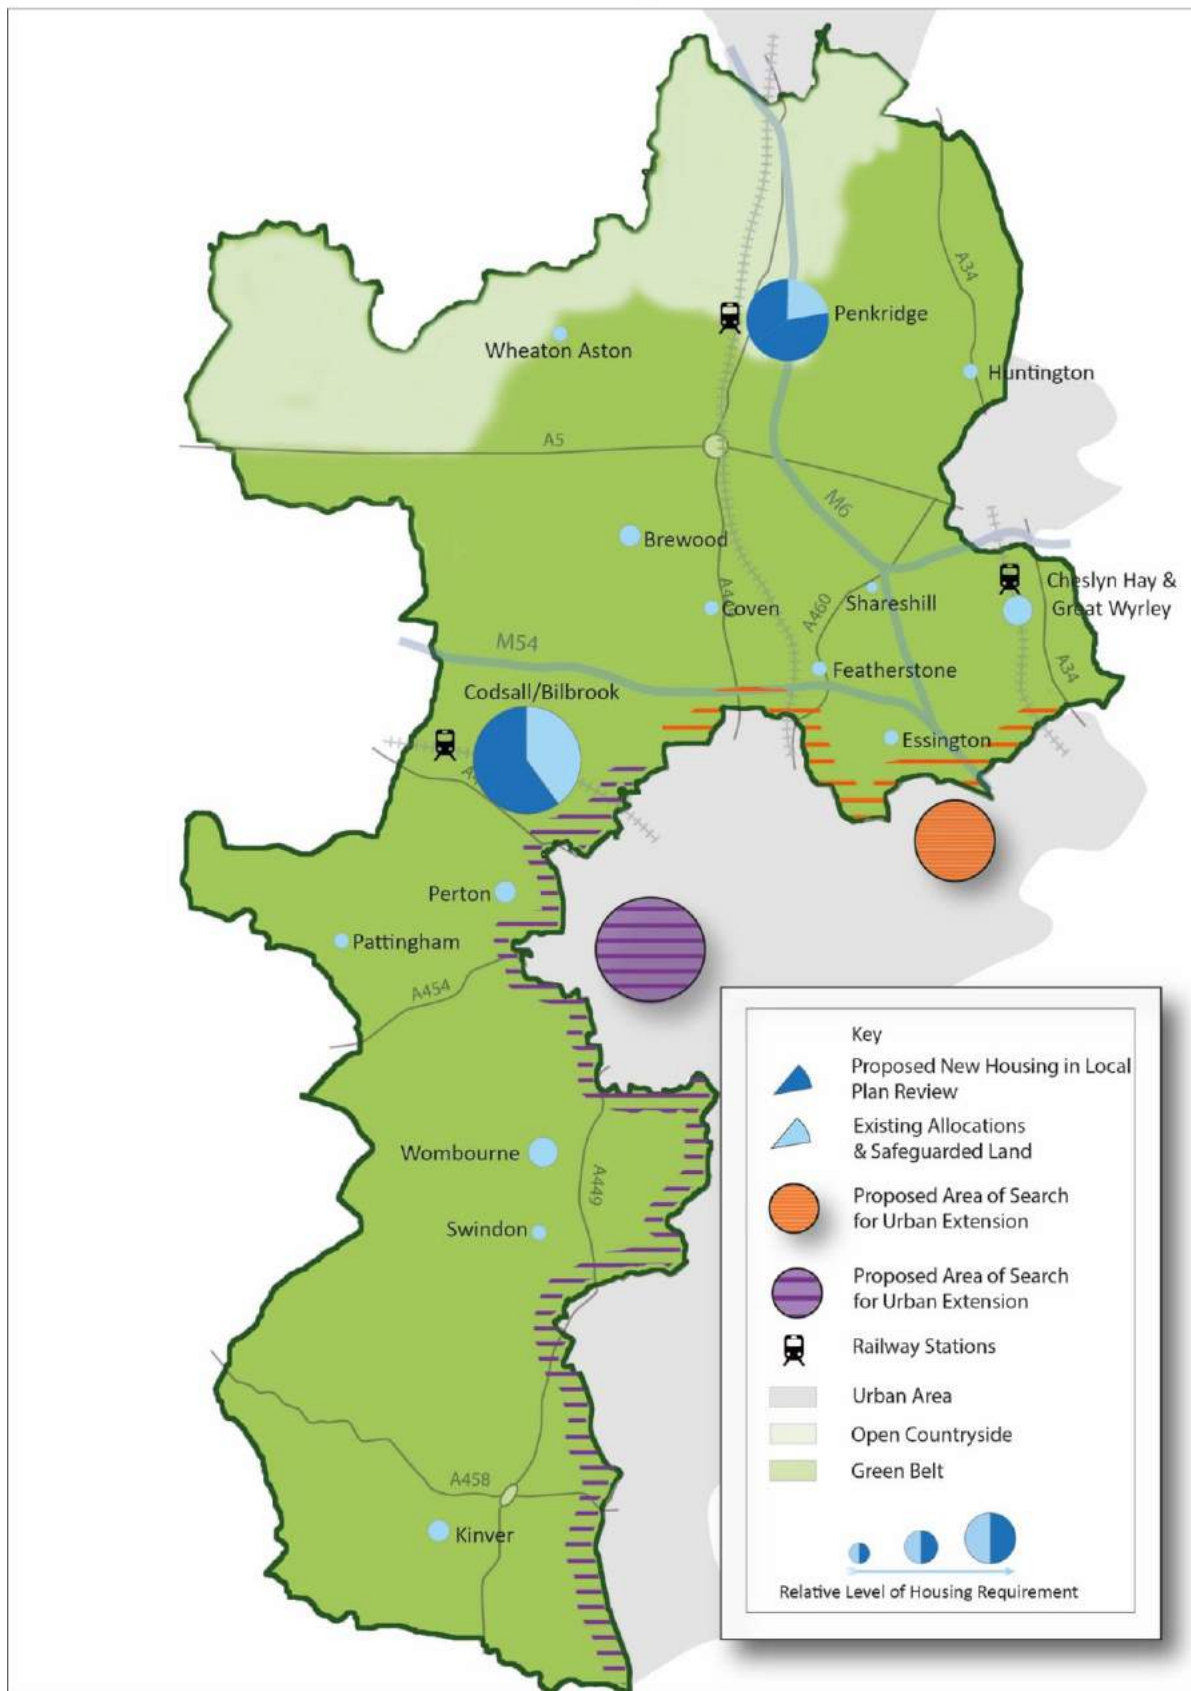 Penkridge
A34
Wheaton Aston
Huntington
A5
M6
Brewood
Cheslyn Hay &
Great Wyrley
Shareshill
Coven
A460
M54
Featherstone
A34
Codsall/Bilbrook
Essington
Perton
Pattingham
A454
Wombourne
A449
Swindon
A458
Kinver
Key
Proposed New Housing in Local
Plan Review
Existing Allocations
& Safeguarded Land
Proposed Area of Search
for Urban Extension
Proposed Area of Search
for Urban Extension
Railway Stations
Urban Area
Open Countryside
Green Belt
Relative Level of Housing Requirement